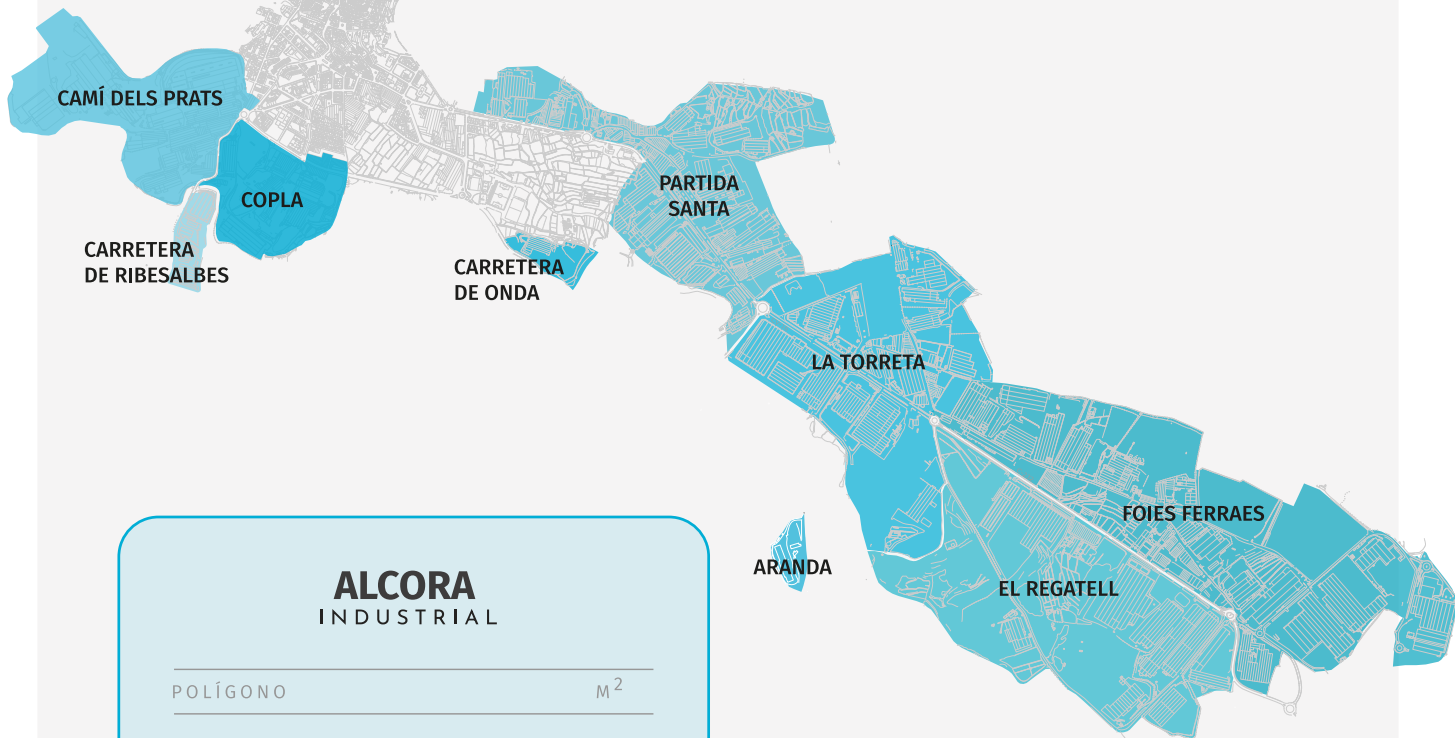 CAMÍ DELS PRATS
COPLA
CARRETERA
DE RIBESALBES
CARRETERA
DE ONDA
PARTIDA
SANTA
LA TORRETA
FOIES FERRAES
ARANDA
EL REGATELL
ALCORA
INDUSTRIAL
POLÍGONO M²